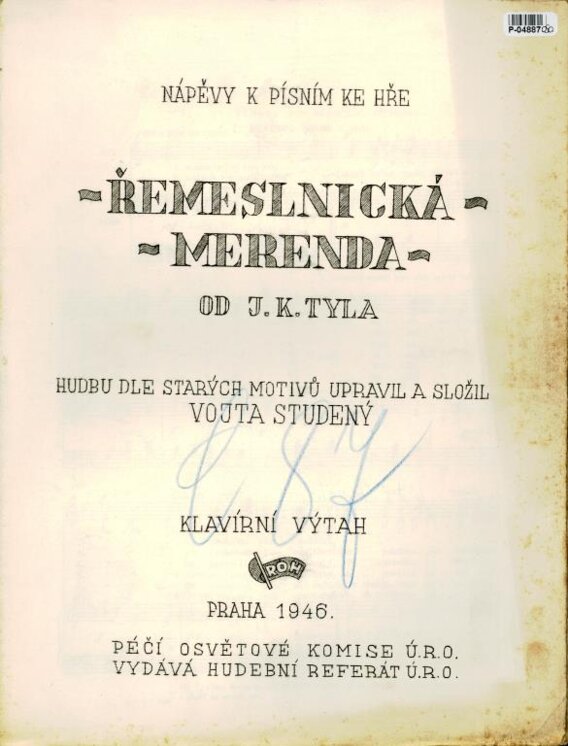 NÁPĚVY K PÍSNÍM KE HŘE
~ŘEMESLNICKÁ~
~MERENDA~
OD J.K.TYLA
HUDBU DLE STARÝCH MOTIVŮ UPRAVIL A SLOŽIL
VOJTA STUDENÝ
KLAVÍRNÍ VÝTAH
ROH
PRAHA 1946.
PÉČÍ OSVĚTOVÉ KOMISE Ú.R.O.
VYDÁVÁ HUDEBNÍ REFERÁT Ú.R.O.